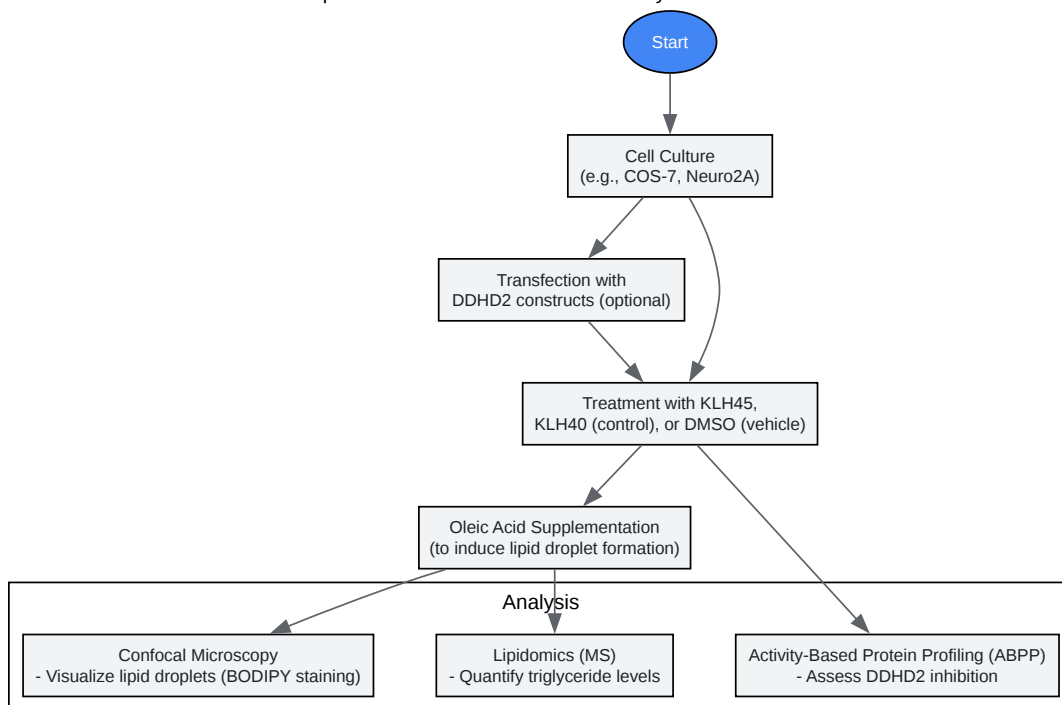 Start
Cell Culture
(e.g., COS-7, Neuro2A)
Transfection with
DDHD2 constructs (optional)
Treatment with KLH45,
KLH40 (control), or DMSO (vehicle)
Oleic Acid Supplementation
(to induce lipid droplet formation)
Analysis
Confocal Microscopy
- Visualize lipid droplets (BODIPY staining)
Lipidomics (MS)
- Quantify triglyceride levels
Activity-Based Protein Profiling (ABPP)
- Assess DDHD2 inhibition